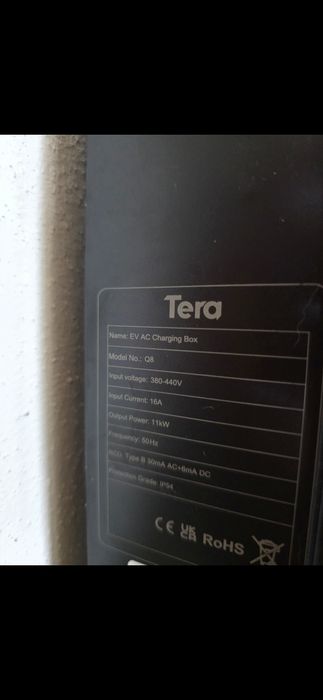 Tera
Name: EV AC Charging Box
Model No.: Q8
Input voltage: 380-440V
Input Current: 16A
Output Power: 11kW
Frequency: 50Hz
RCD: Type B 30mA AC+6mA DC
Protection Grade: IP54
CE UK CA RoHS